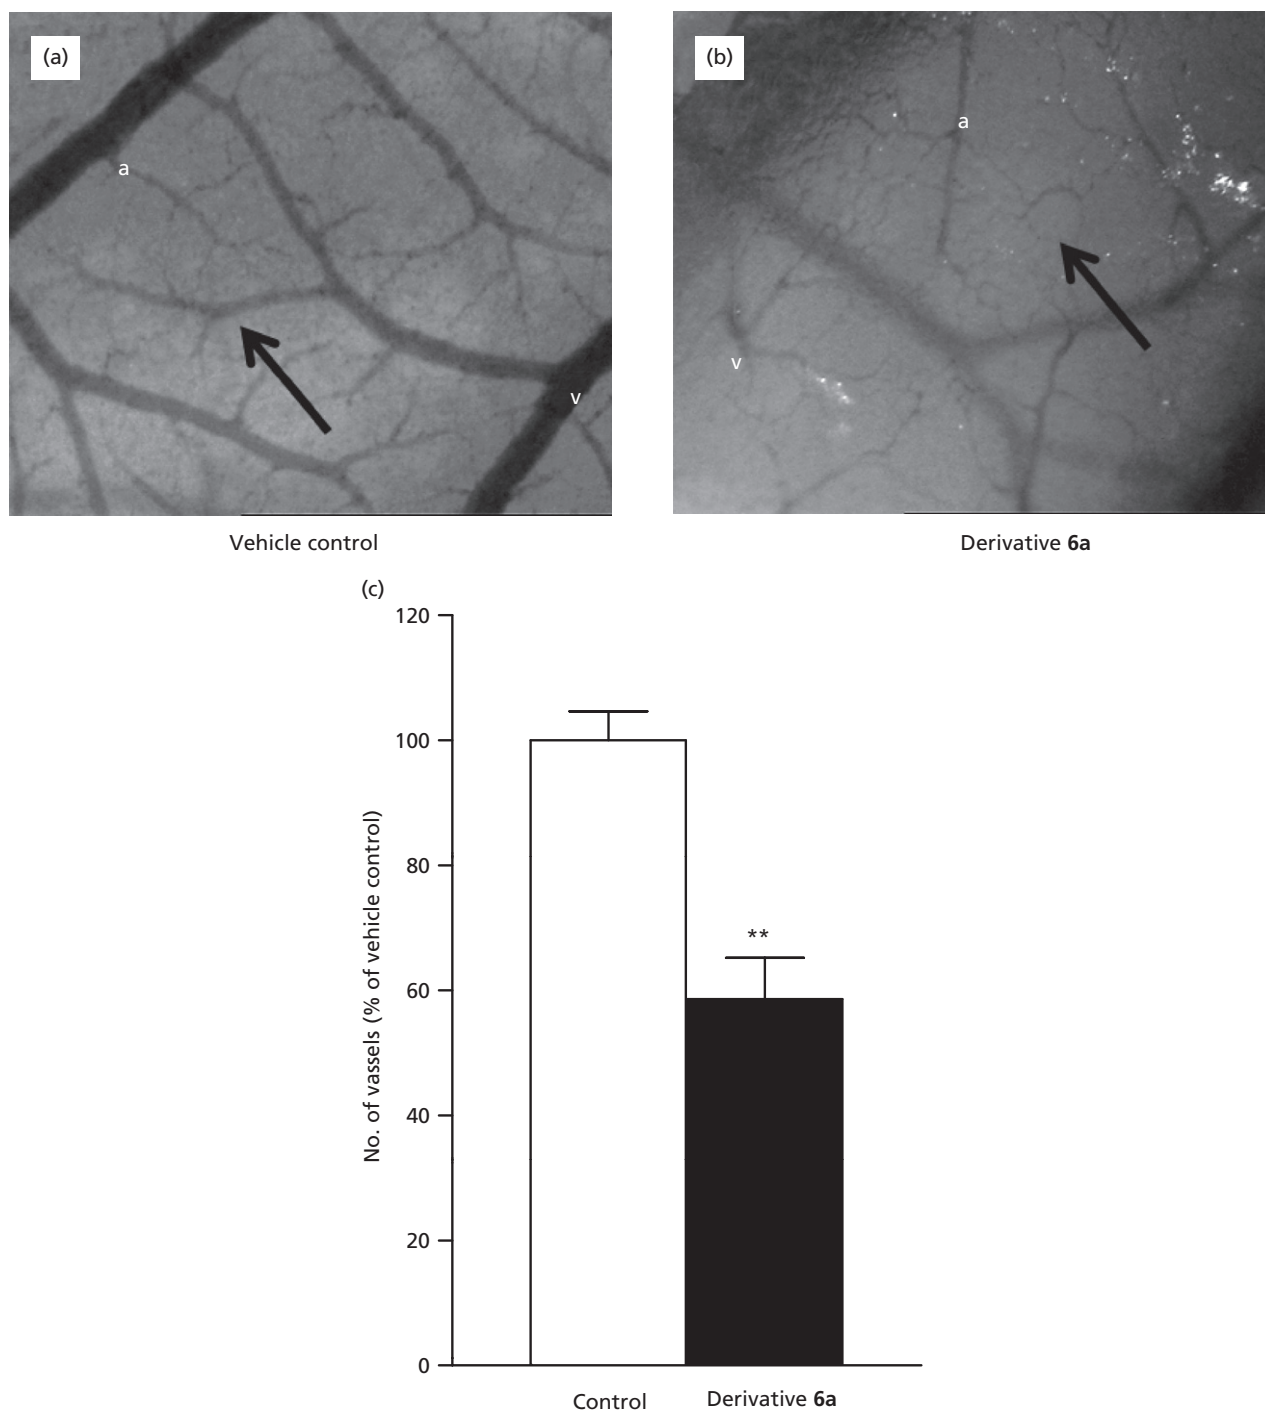 (a)
a
v
(b)
a
v
Vehicle control
Derivative 6a
(c)
120
100
80
60
40
20
0
No. of vassels (% of vehicle control)
**
Control
Derivative 6a